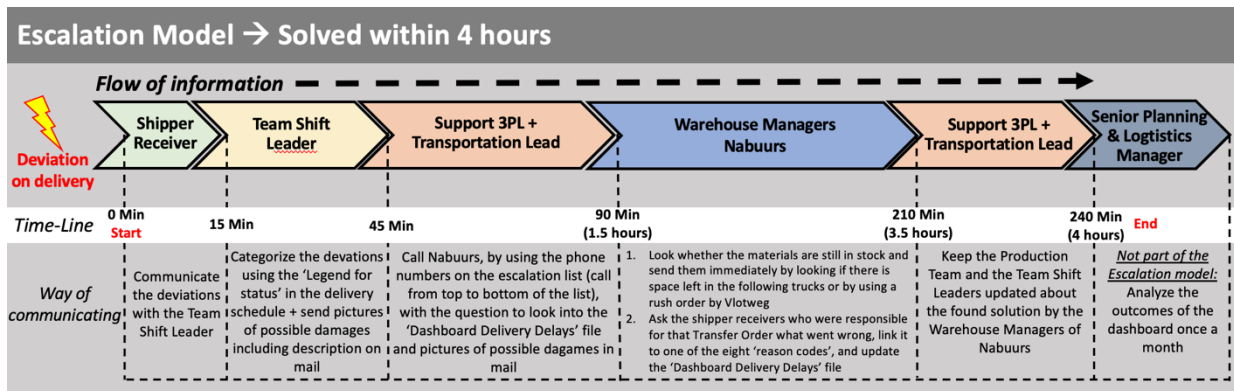 Escalation Model → Solved within 4 hours
Flow of information
Deviation
on delivery
Shipper
Receiver
Team Shift
Leader
Support 3PL +
Transportation Lead
Warehouse Managers
Nabuurs
Support 3PL +
Transportation Lead
Senior Planning
& Logtistics
Manager
Time-Line
0 Min
Start
15 Min
45 Min
90 Min
(1.5 hours)
210 Min
(3.5 hours)
240 Min
(4 hours)
End
Way of
communicating
Communicate
the deviations
with the Team
Shift Leader
Categorize the devations
using the ‘Legend for
status’ in the delivery
schedule + send pictures
of possible damages
including description on
mail
Call Nabuurs, by using the phone
numbers on the escalation list (call
from top to bottom of the list),
with the question to look into the
‘Dashboard Delivery Delays’ file
and pictures of possible dagames in
mail
1. Look whether the materials are still in stock and
send them immediately by looking if there is
space left in the following trucks or by using a
rush order by Vlotweg
2. Ask the shipper receivers who were responsible
for that Transfer Order what went wrong, link it
to one of the eight ‘reason codes’, and update
the ‘Dashboard Delivery Delays’ file
Keep the Production
Team and the Team Shift
Leaders updated about
the found solution by the
Warehouse Managers of
Nabuurs
Not part of the
Escalation model:
Analyze the
outcomes of the
dashboard once a
month